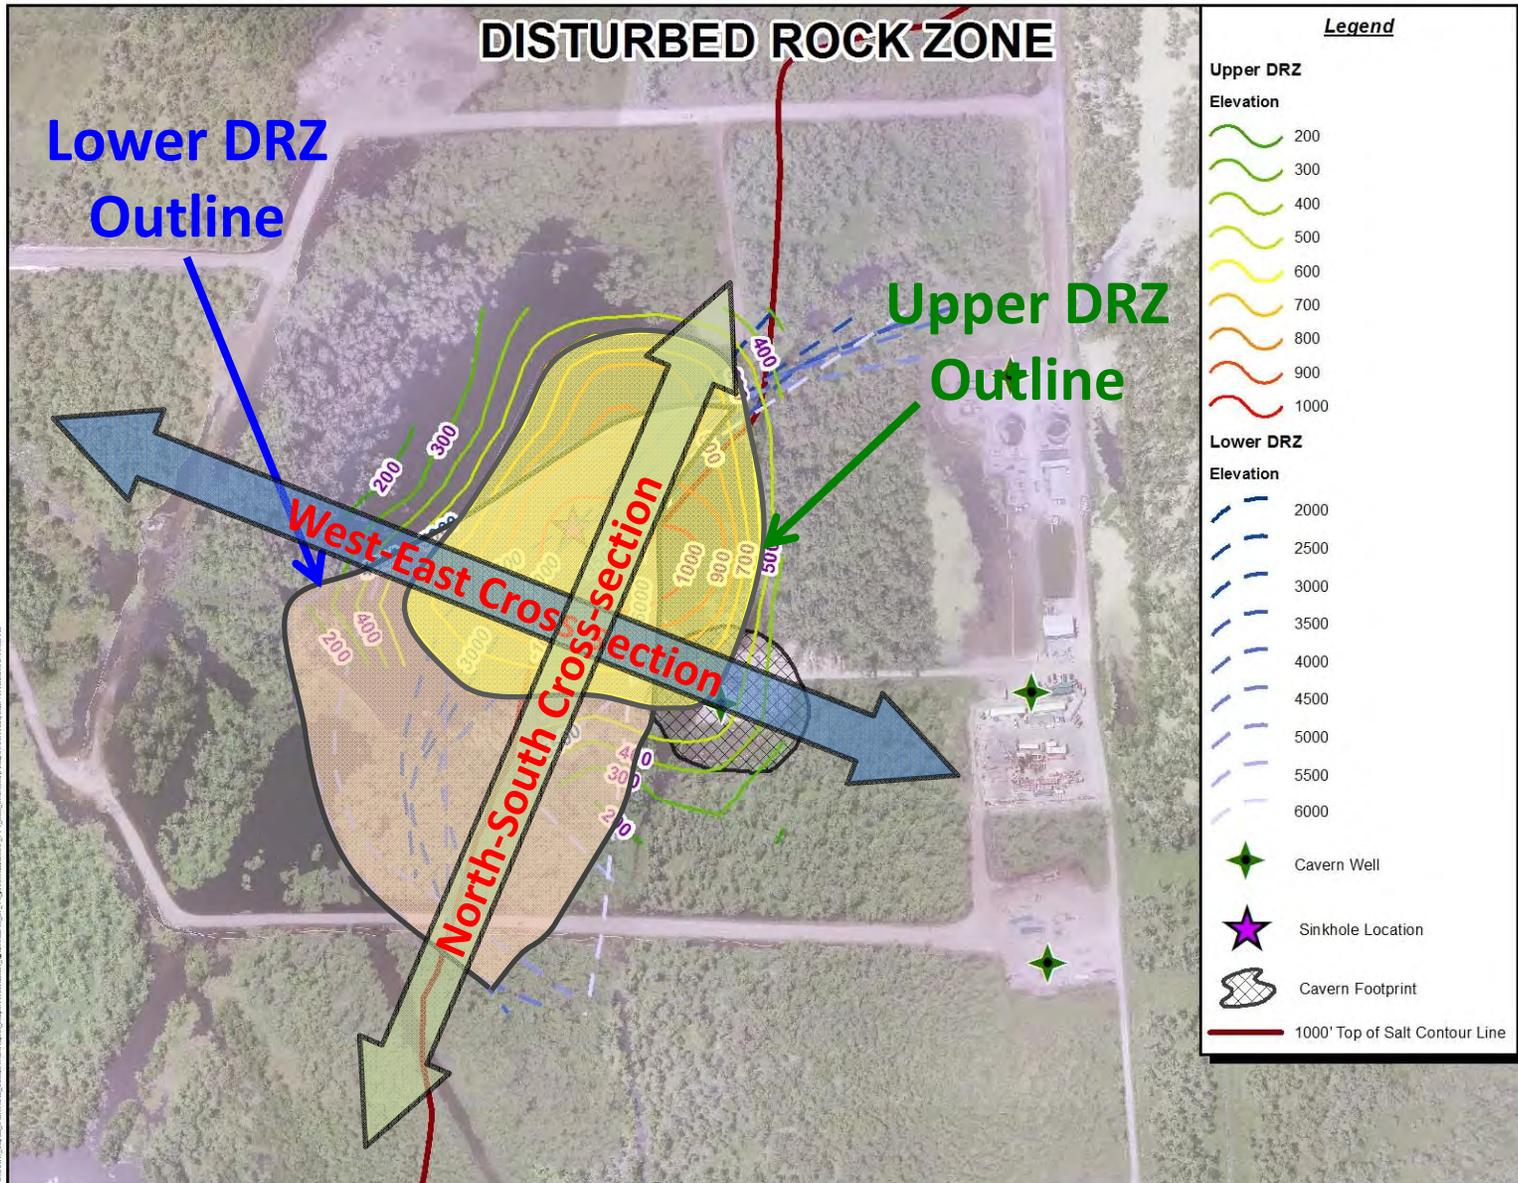 DISTURBED ROCK ZONE
Lower DRZ
Outline
Upper DRZ
Outline
West-East Cross-section
North-South Cross-section
400
300
200
200
400
3000
1000
900
700
500
300
Legend
Upper DRZ
Elevation
200
300
400
500
600
700
800
900
1000
Lower DRZ
Elevation
2000
2500
3000
3500
4000
4500
5000
5500
6000
Cavern Well
Sinkhole Location
Cavern Footprint
1000' Top of Salt Contour Line